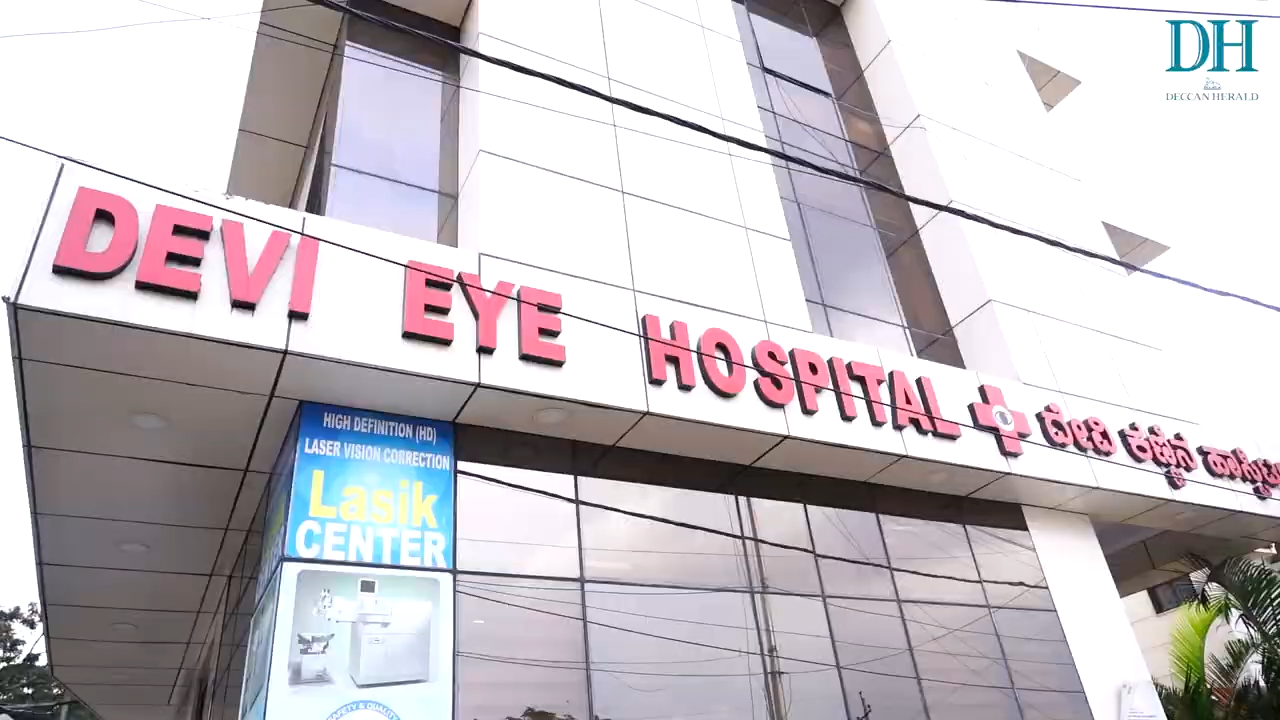 DH
DECCAN HERALD
DEVI EYE HOSPITAL ದೇವಿ ಕಣ್ಣಿನ
HIGH DEFINITION (HD)
LASER VISION CORRECTION
Lasik
CENTER